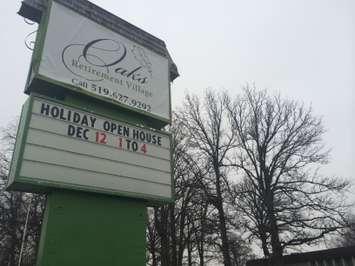 Oaks
Retirement Village
Call 519.627.9292
HOLIDAY OPEN HOUSE
DEC 12 1 TO 4